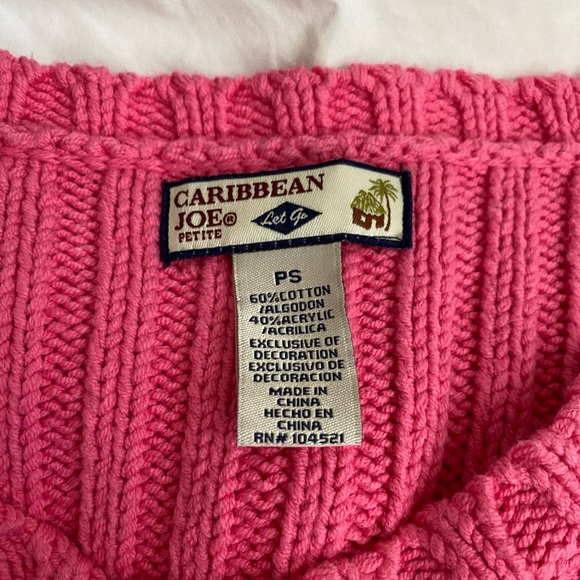 CARIBBEAN
JOE® Let Go
PETITE
PS
60%COTTON
/ALGODON
40%ACRYLIC
/ACRILICA
EXCLUSIVE OF
DECORATION
EXCLUSIVO DE
DECORACION
MADE IN
CHINA
HECHO EN
CHINA
RN# 104521